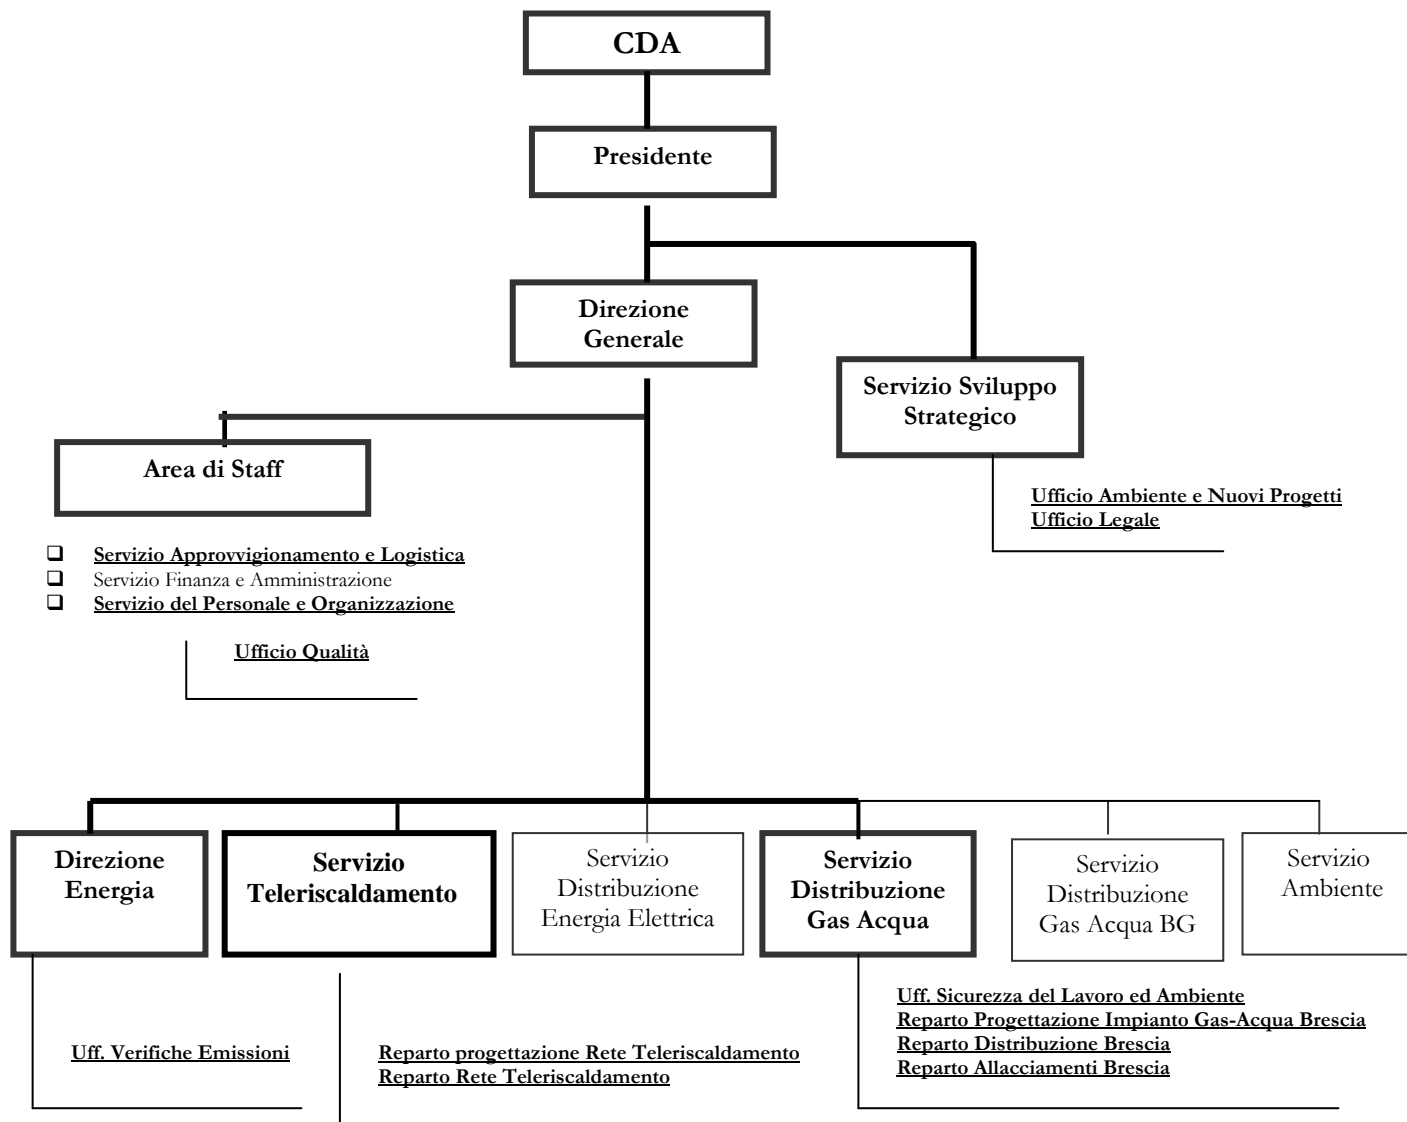 CDA
Presidente
Direzione
Generale
Servizio Sviluppo
Strategico
Area di Staff
Ufficio Ambiente e Nuovi Progetti
Ufficio Legale
Servizio Approvvigionamento e Logistica
Servizio Finanza e Amministrazione
Servizio del Personale e Organizzazione
Ufficio Qualità
Direzione
Energia
Servizio
Teleriscaldamento
Servizio
Distribuzione
Energia Elettrica
Servizio
Distribuzione
Gas Acqua
Servizio
Distribuzione
Gas Acqua BG
Servizio
Ambiente
Uff. Verifiche Emissioni
Reparto progettazione Rete Teleriscaldamento
Reparto Rete Teleriscaldamento
Uff. Sicurezza del Lavoro ed Ambiente
Reparto Progettazione Impianto Gas-Acqua Brescia
Reparto Distribuzione Brescia
Reparto Allacciamenti Brescia